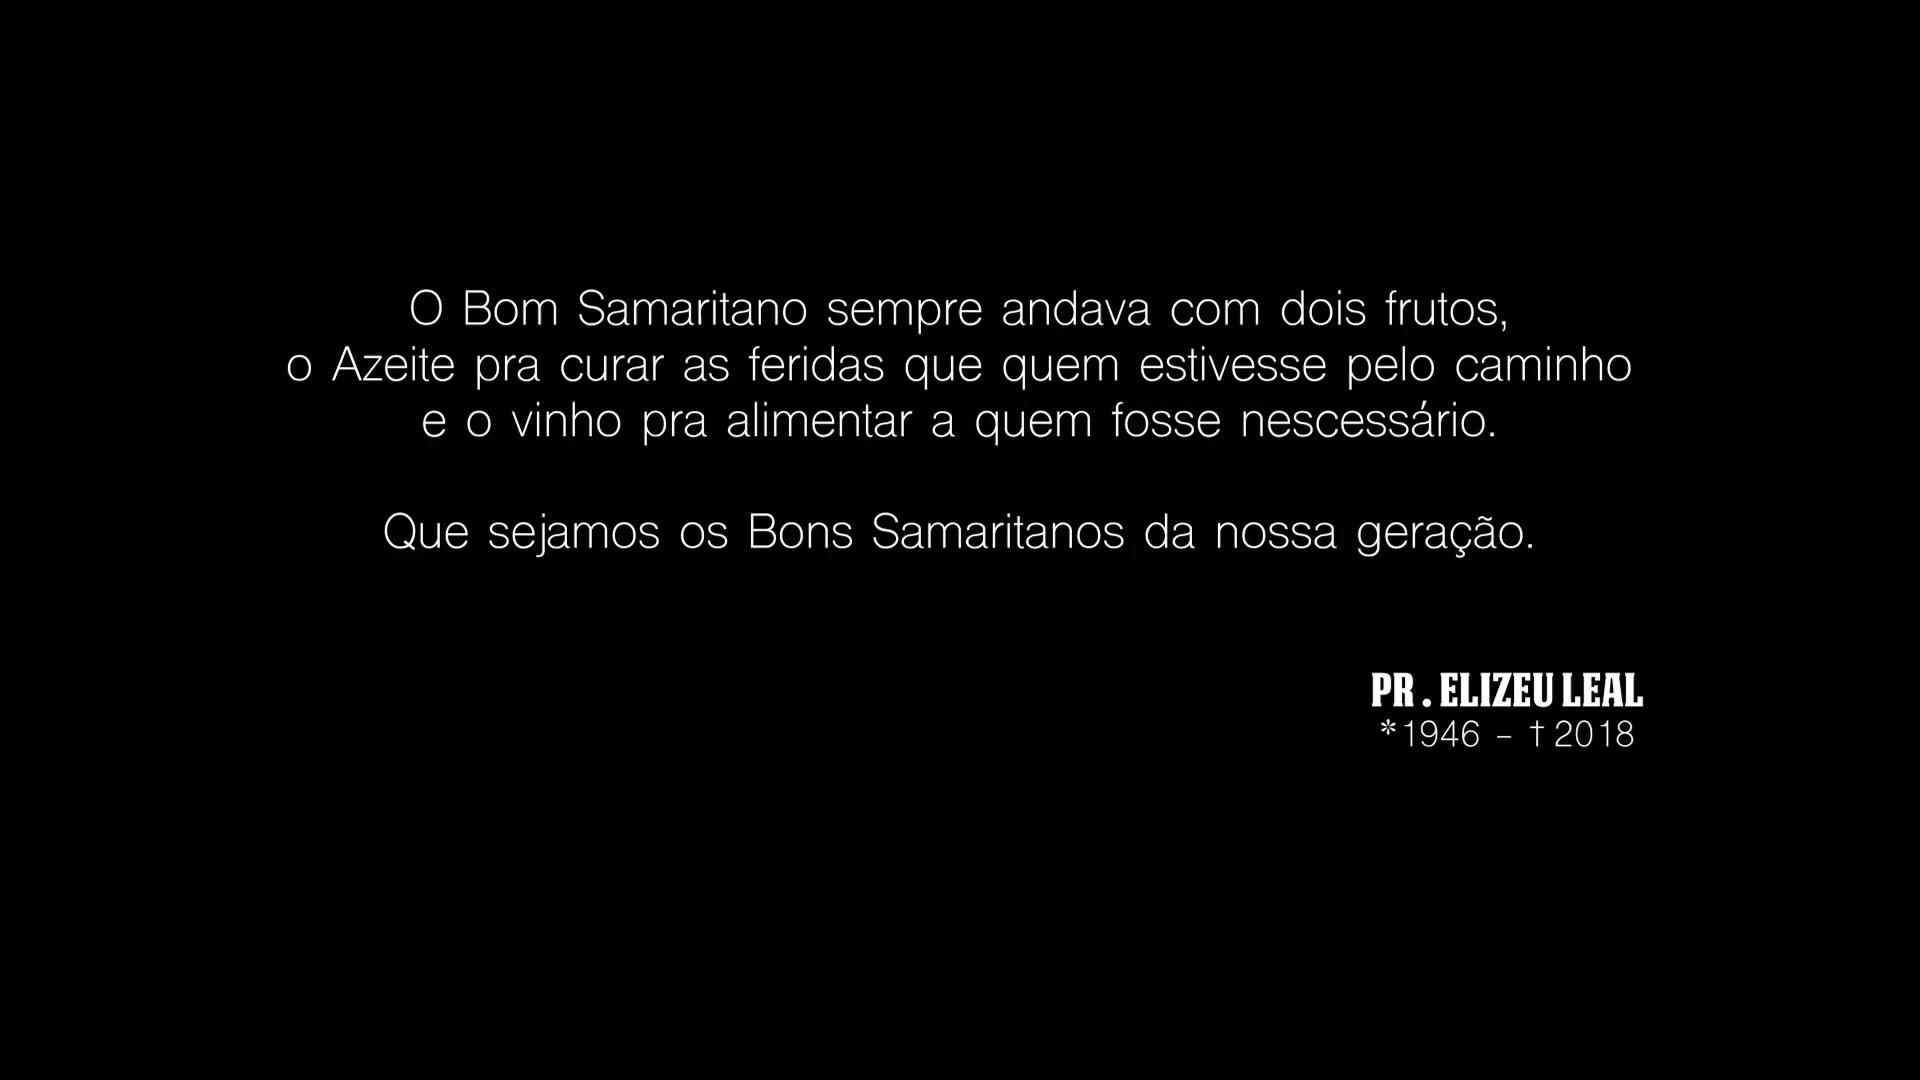 O Bom Samaritano sempre andava com dois frutos,
o Azeite pra curar as feridas que quem estivesse pelo caminho
e o vinho pra alimentar a quem fosse nescessário.
Que sejamos os Bons Samaritanos da nossa geração.
PR. ELIZEU LEAL
*1946 – †2018